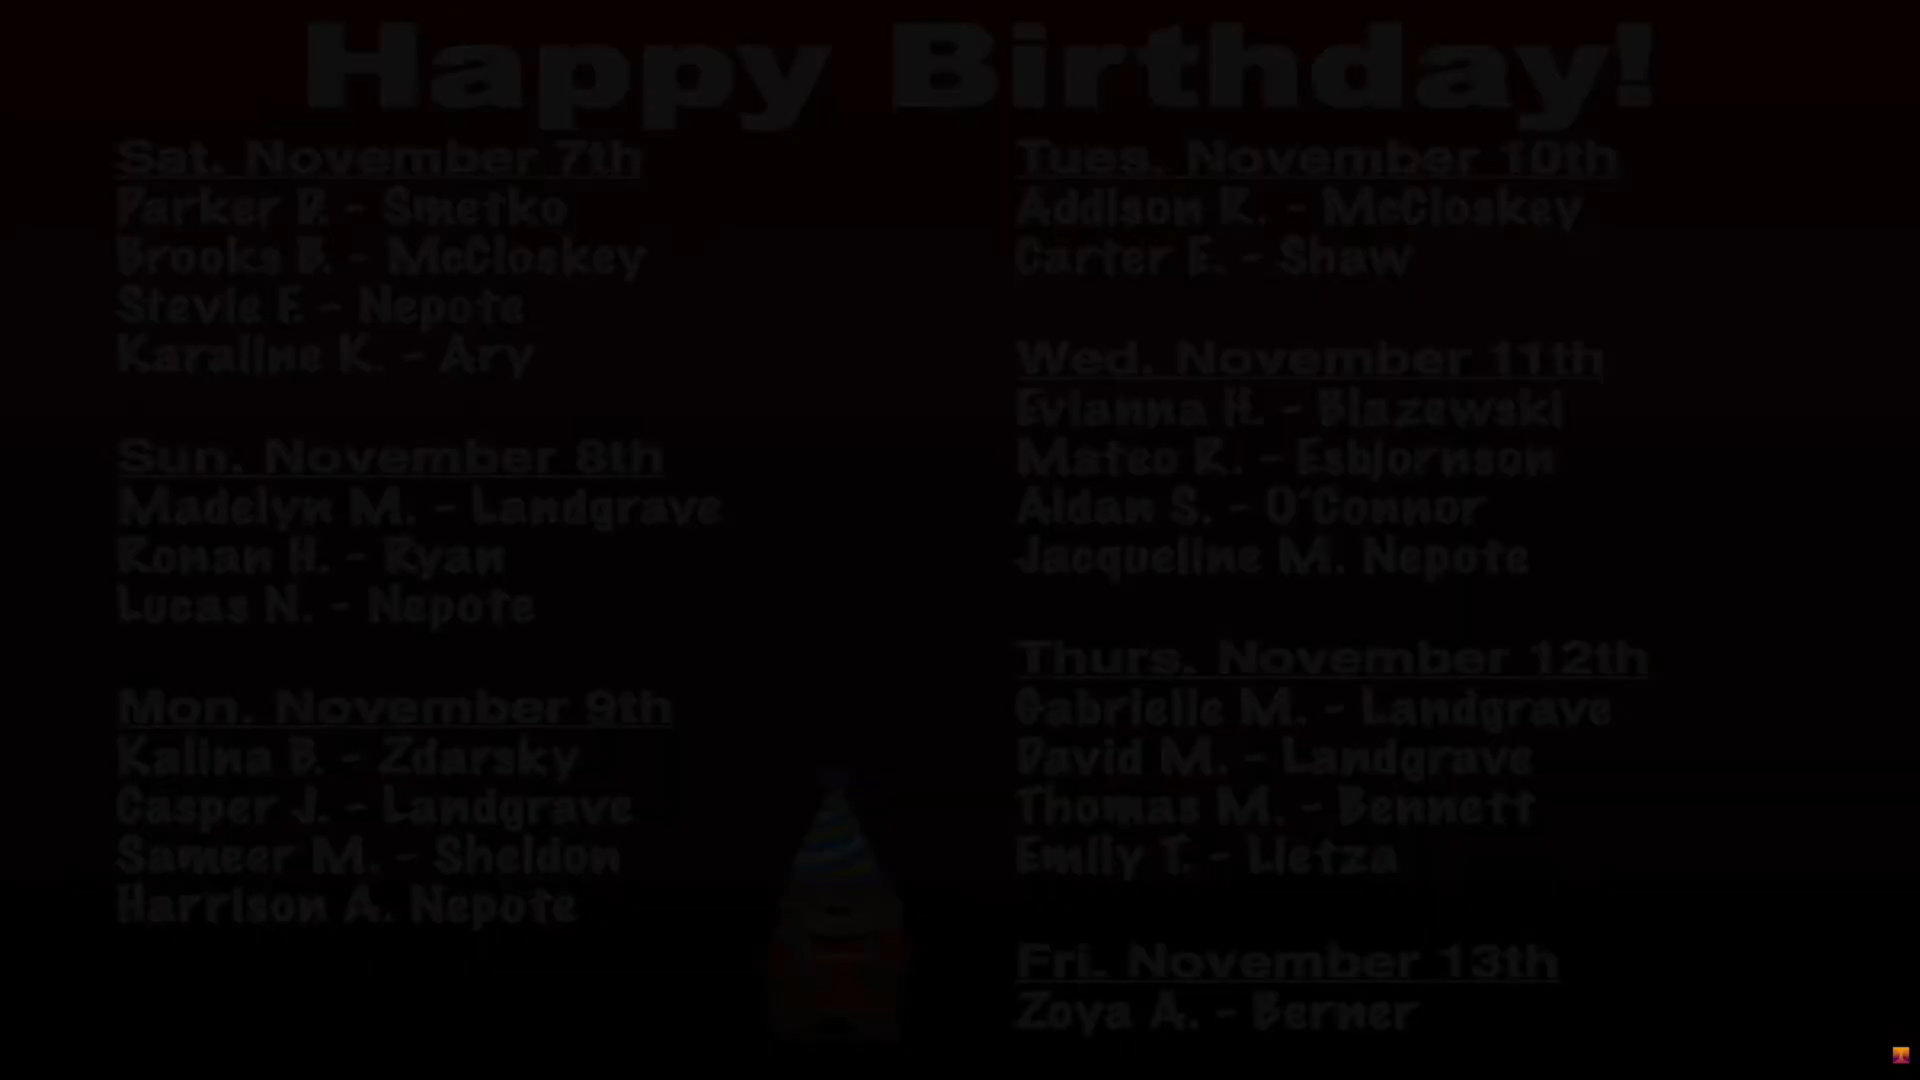 Happy Birthday!
Sat. November 7th
Parker D. - Smetko
Brooks B. - McCloskey
Stevie F. - Nepote
Karaline K. - Ary
Sun. November 8th
Madelyn M. - Landgrave
Ronan H. - Ryan
Lucas N. - Nepote
Mon. November 9th
Kalina B. - Zdarsky
Casper J. - Landgrave
Sameer M. - Sheldon
Harrison A. Nepote
Tues. November 10th
Addison K. - McCloskey
Carter E. - Shaw
Wed. November 11th
Evianna H. - Blazewski
Mateo R. - Esbjornson
Aidan S. - O'Connor
Jacqueline M. Nepote
Thurs. November 12th
Gabrielle M. - Landgrave
David M. - Landgrave
Thomas M. - Bennett
Emily T. - Lietza
Fri. November 13th
Zoya A. - Berner